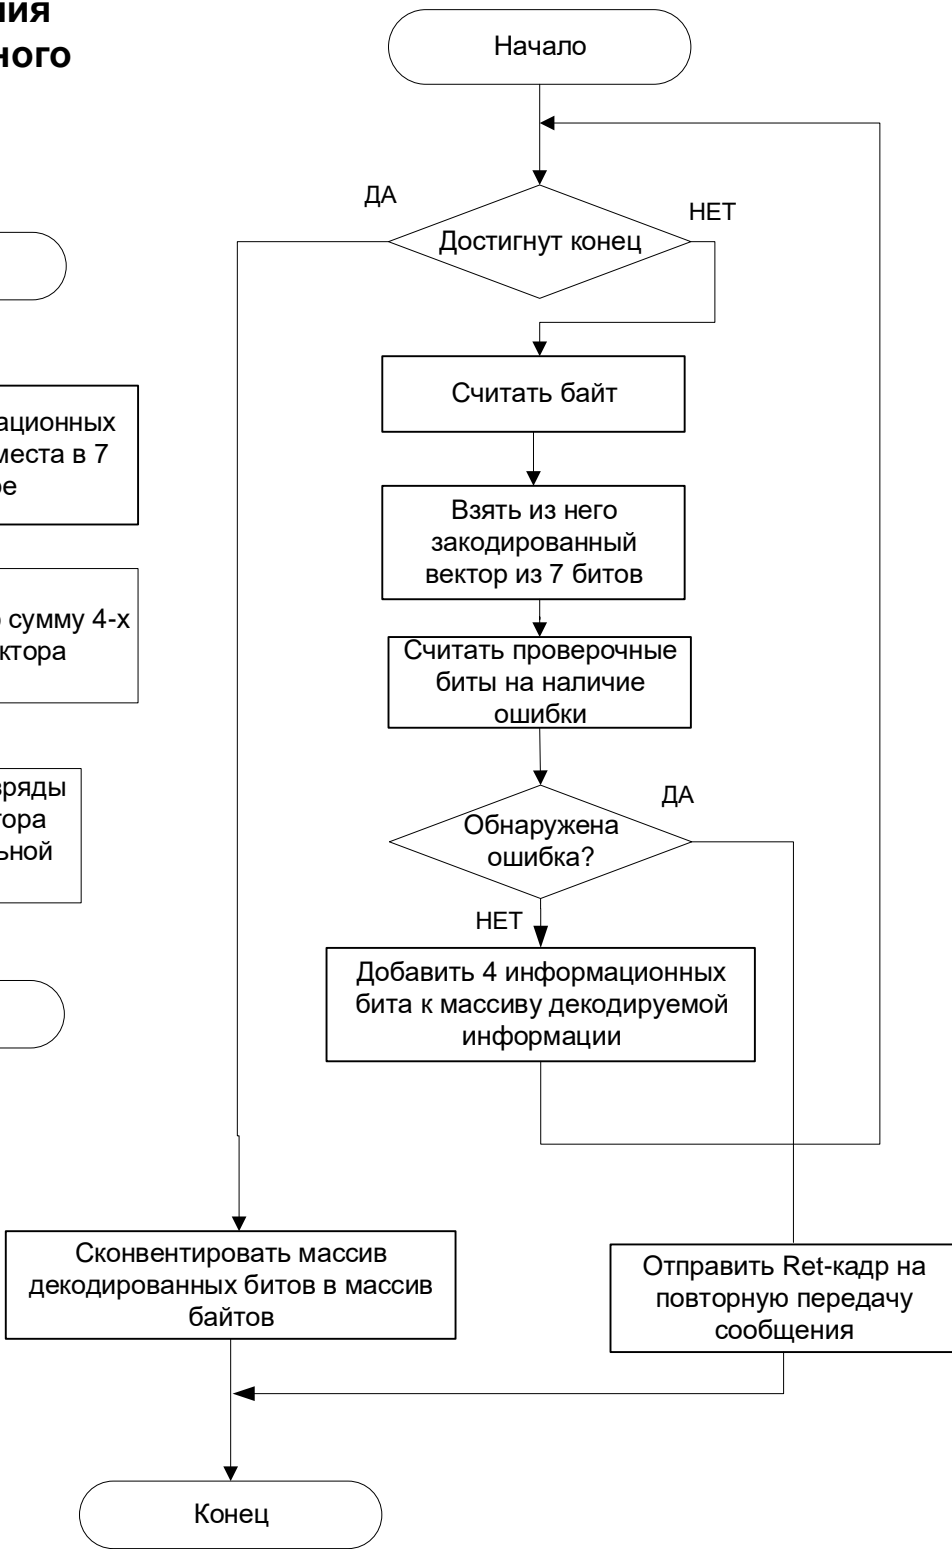 ния
ного
Начало
ДА
НЕТ
Достигнут конец
Считать байт
ационных
места в 7
ре
Взять из него
закодированный
вектор из 7 битов
сумму 4-х
ктора
Считать проверочные
биты на наличие
ошибки
зряды
тора
ьной
ДА
Обнаружена
ошибка?
НЕТ
Добавить 4 информационных
бита к массиву декодируемой
информации
Сконвентировать массив
декодированных битов в массив
байтов
Отправить Ret-кадр на
повторную передачу
сообщения
Конец